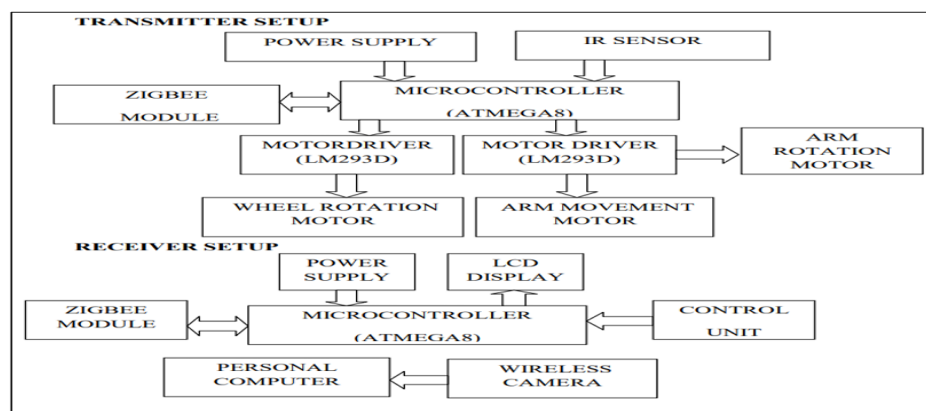 TRANSMITTER SETUP
POWER SUPPLY
IR SENSOR
ZIGBEE
MODULE
MICROCONTROLLER
(ATMEGA8)
MOTORDRIVER
(LM293D)
MOTOR DRIVER
(LM293D)
ARM
ROTATION
MOTOR
WHEEL ROTATION
MOTOR
ARM MOVEMENT
MOTOR
RECEIVER SETUP
POWER
SUPPLY
LCD
DISPLAY
ZIGBEE
MODULE
MICROCONTROLLER
(ATMEGA8)
CONTROL
UNIT
PERSONAL
COMPUTER
WIRELESS
CAMERA